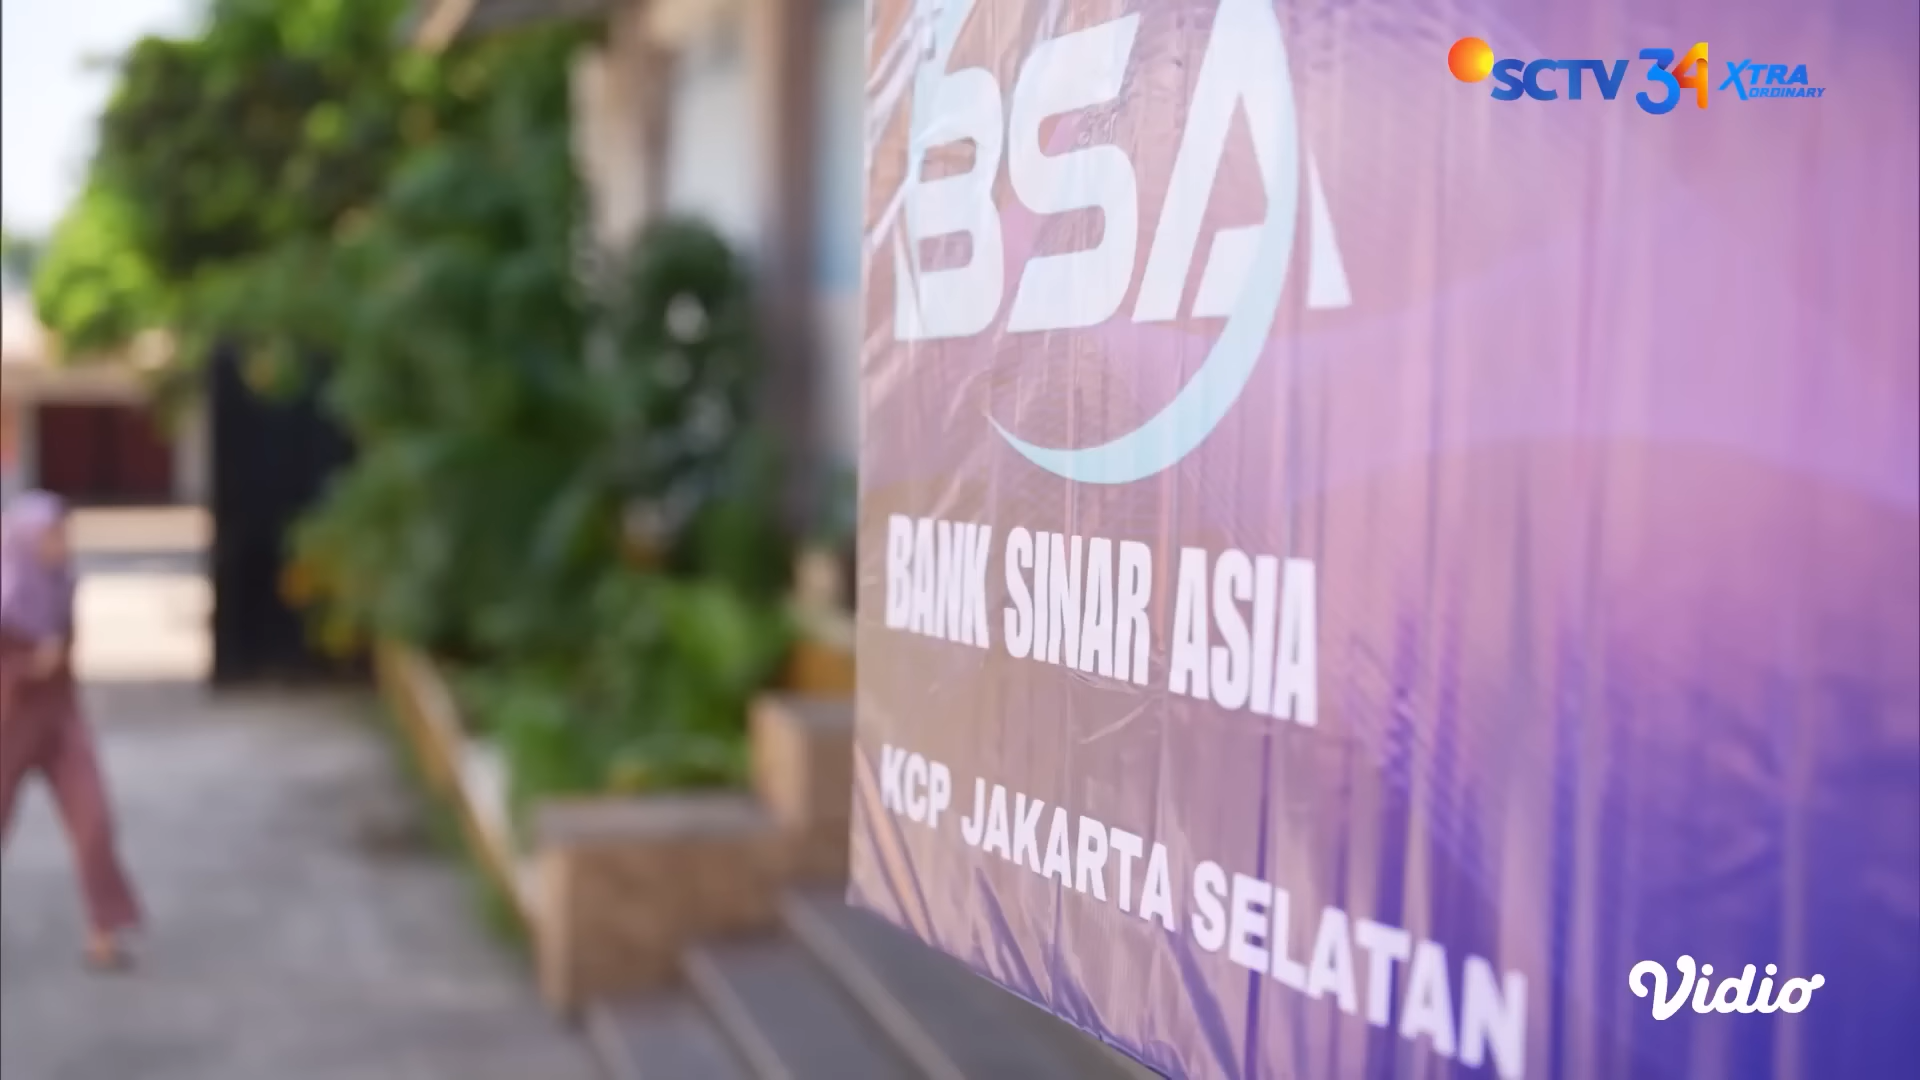 SCTV 34 XTRA ORDINARY
BSA
BANK SINAR ASIA
KCP JAKARTA SELATAN
Vidio